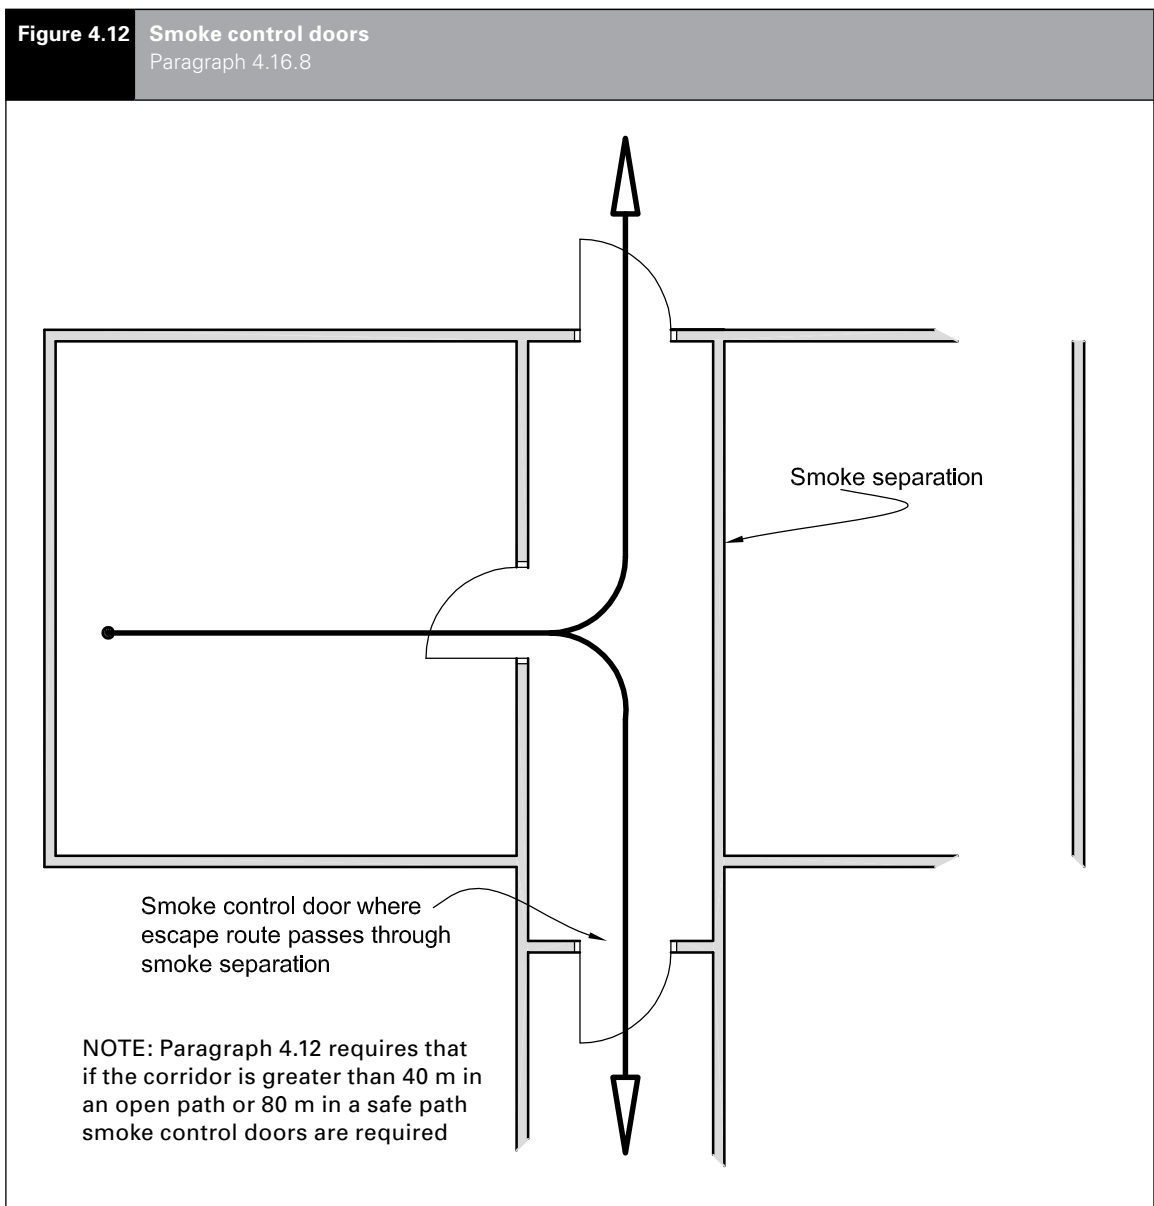 Figure 4.12 Smoke control doors
Paragraph 4.16.8
Smoke separation
Smoke control door where
escape route passes through
smoke separation
NOTE: Paragraph 4.12 requires that
if the corridor is greater than 40 m in
an open path or 80 m in a safe path
smoke control doors are required